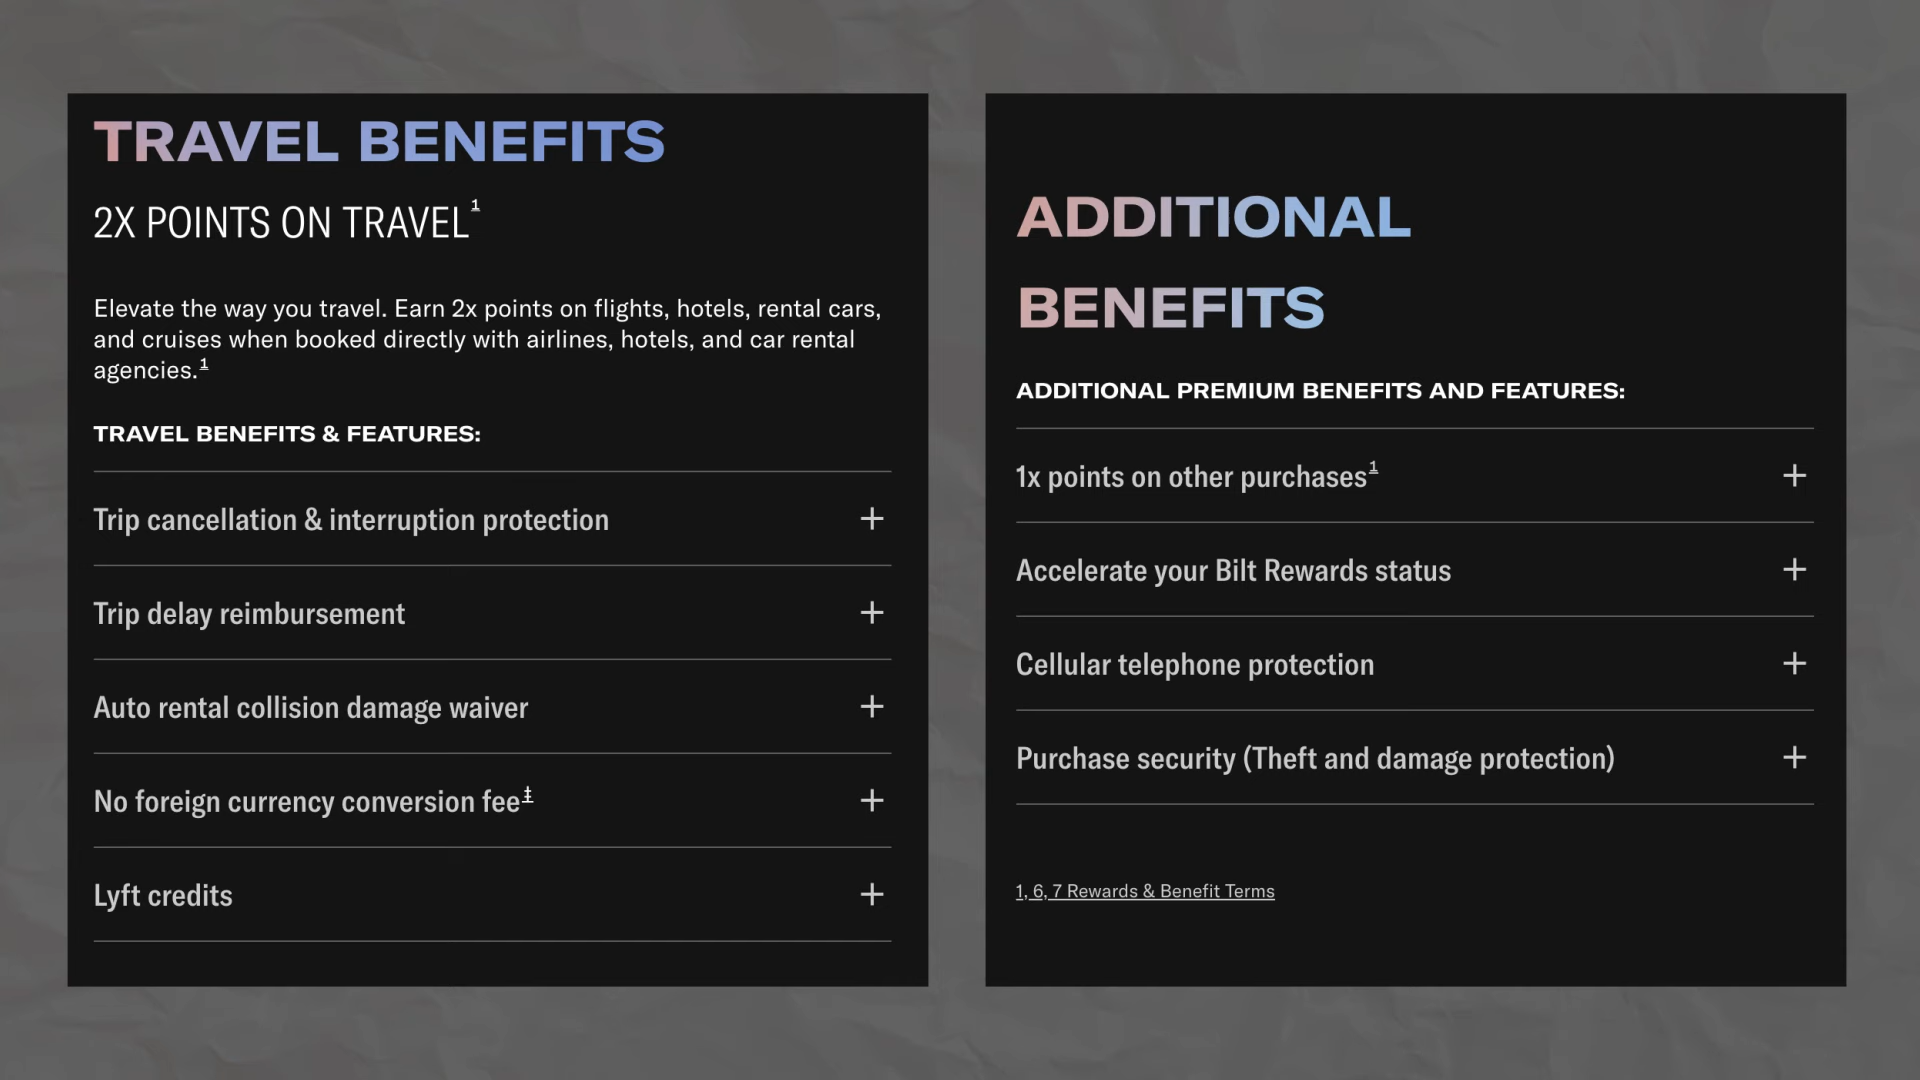 TRAVEL BENEFITS
2X POINTS ON TRAVEL¹
Elevate the way you travel. Earn 2x points on flights, hotels, rental cars,
and cruises when booked directly with airlines, hotels, and car rental
agencies.¹
TRAVEL BENEFITS & FEATURES:
Trip cancellation & interruption protection +
Trip delay reimbursement +
Auto rental collision damage waiver +
No foreign currency conversion fee‡ +
Lyft credits +
ADDITIONAL
BENEFITS
ADDITIONAL PREMIUM BENEFITS AND FEATURES:
1x points on other purchases¹ +
Accelerate your Bilt Rewards status +
Cellular telephone protection +
Purchase security (Theft and damage protection) +
1, 6, 7 Rewards & Benefit Terms